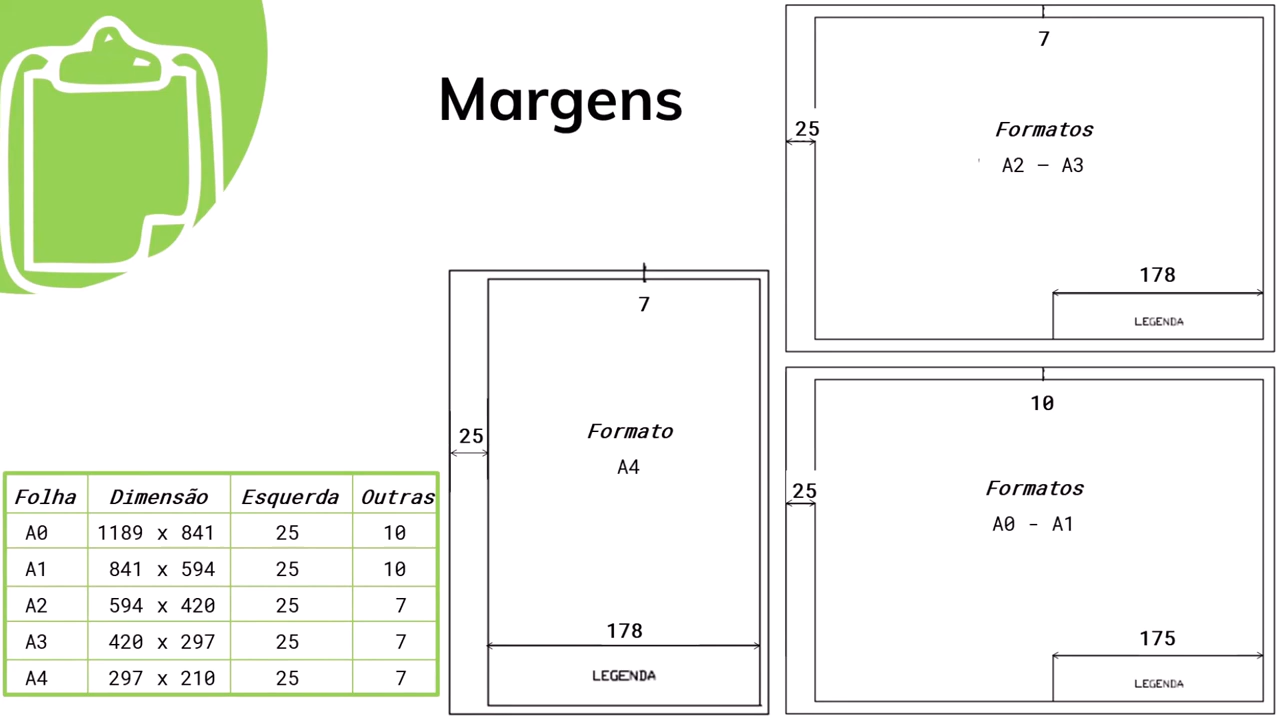 Margens
Folha Dimensão Esquerda Outras
A0 1189 x 841 25 10
A1 841 x 594 25 10
A2 594 x 420 25 7
A3 420 x 297 25 7
A4 297 x 210 25 7
7
25
Formato
A4
178
LEGENDA
7
25
Formatos
A2 – A3
178
LEGENDA
10
25
Formatos
A0 - A1
175
LEGENDA